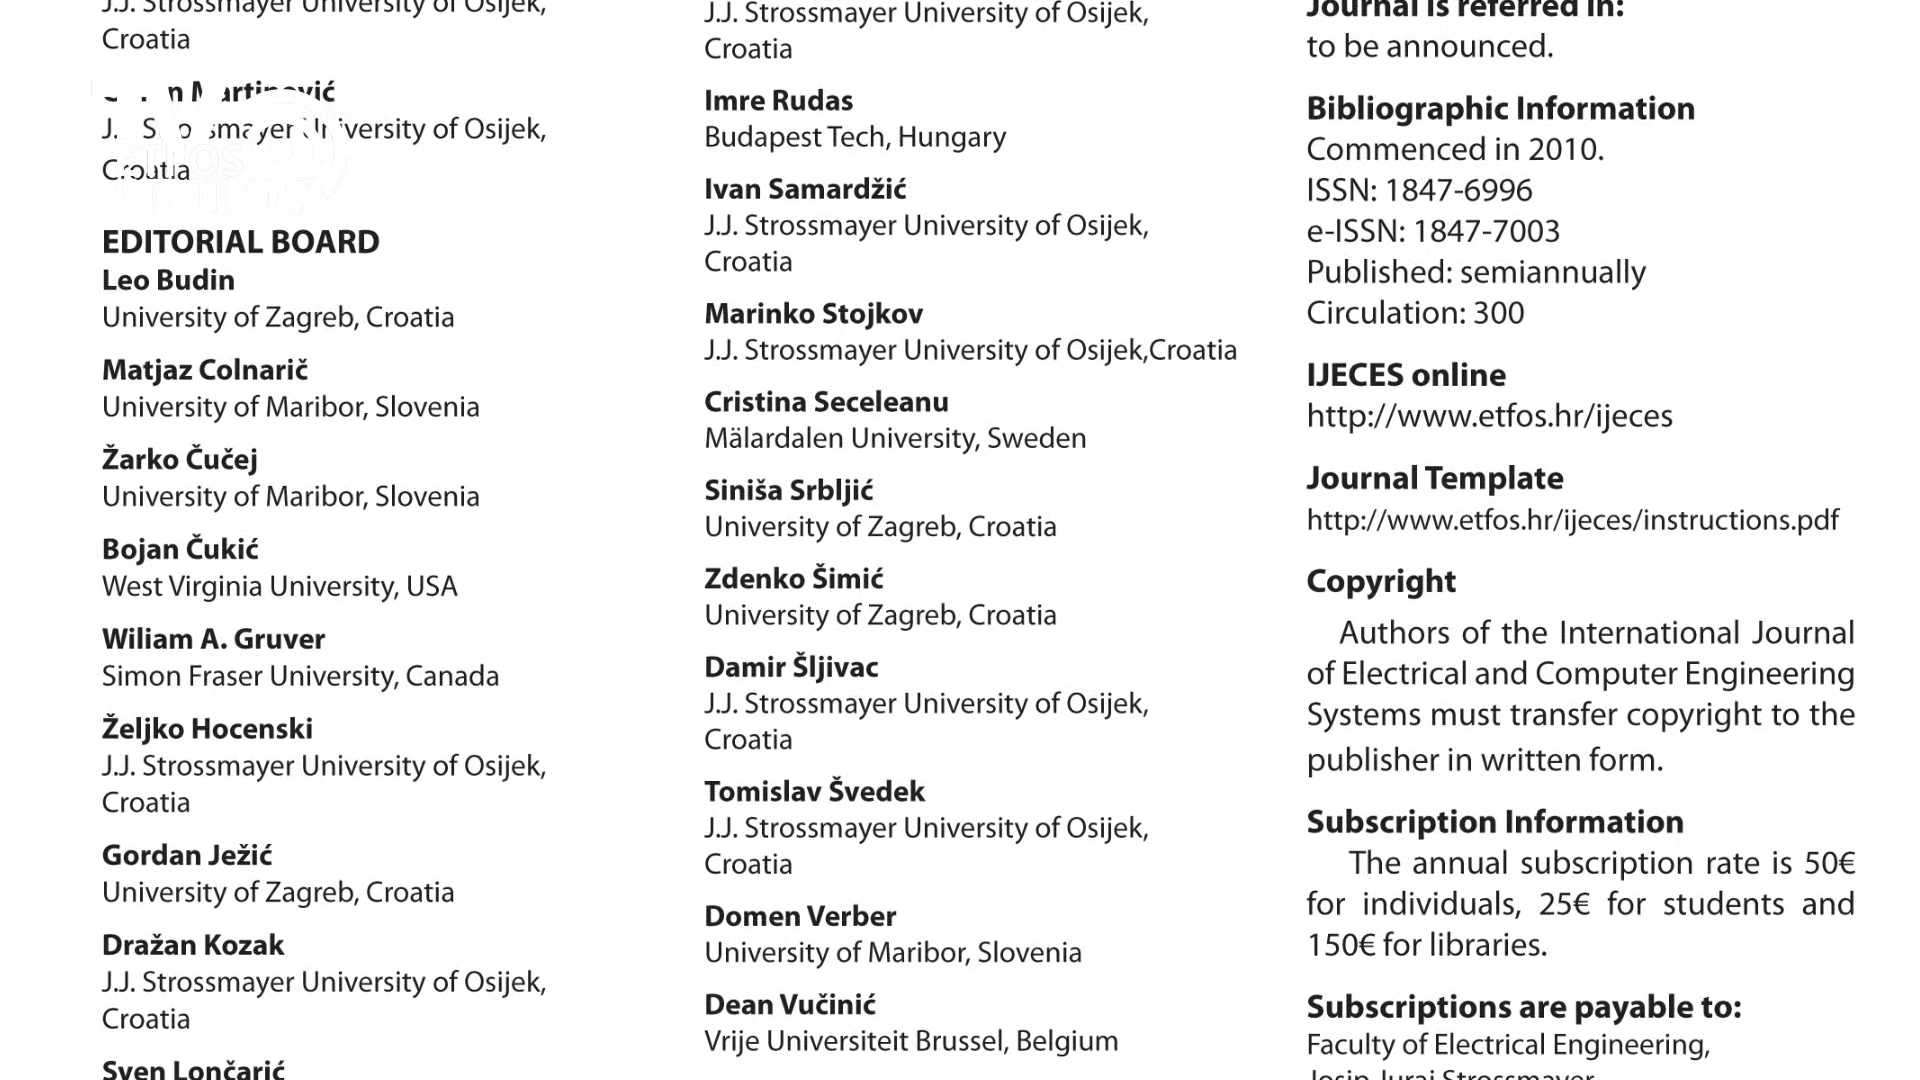 J.J. Strossmayer University of Osijek,
Croatia
Martinović
J. Strossmayer University of Osijek,
Croatia
EDITORIAL BOARD
Leo Budin
University of Zagreb, Croatia
Matjaz Colnarič
University of Maribor, Slovenia
Žarko Čučej
University of Maribor, Slovenia
Bojan Čukić
West Virginia University, USA
Wiliam A. Gruver
Simon Fraser University, Canada
Željko Hocenski
J.J. Strossmayer University of Osijek,
Croatia
Gordan Ježić
University of Zagreb, Croatia
Dražan Kozak
J.J. Strossmayer University of Osijek,
Croatia
Sven Lončarić
J.J. Strossmayer University of Osijek,
Croatia
Imre Rudas
Budapest Tech, Hungary
Ivan Samardžić
J.J. Strossmayer University of Osijek,
Croatia
Marinko Stojkov
J.J. Strossmayer University of Osijek,Croatia
Cristina Seceleanu
Mälardalen University, Sweden
Siniša Srbljić
University of Zagreb, Croatia
Zdenko Šimić
University of Zagreb, Croatia
Damir Šljivac
J.J. Strossmayer University of Osijek,
Croatia
Tomislav Švedek
J.J. Strossmayer University of Osijek,
Croatia
Domen Verber
University of Maribor, Slovenia
Dean Vučinić
Vrije Universiteit Brussel, Belgium
Journal is referred in:
to be announced.
Bibliographic Information
Commenced in 2010.
ISSN: 1847-6996
e-ISSN: 1847-7003
Published: semiannually
Circulation: 300
IJECES online
http://www.etfos.hr/ijeces
Journal Template
http://www.etfos.hr/ijeces/instructions.pdf
Copyright
Authors of the International Journal
of Electrical and Computer Engineering
Systems must transfer copyright to the
publisher in written form.
Subscription Information
The annual subscription rate is 50€
for individuals, 25€ for students and
150€ for libraries.
Subscriptions are payable to:
Faculty of Electrical Engineering,
Josip Juraj Strossmayer